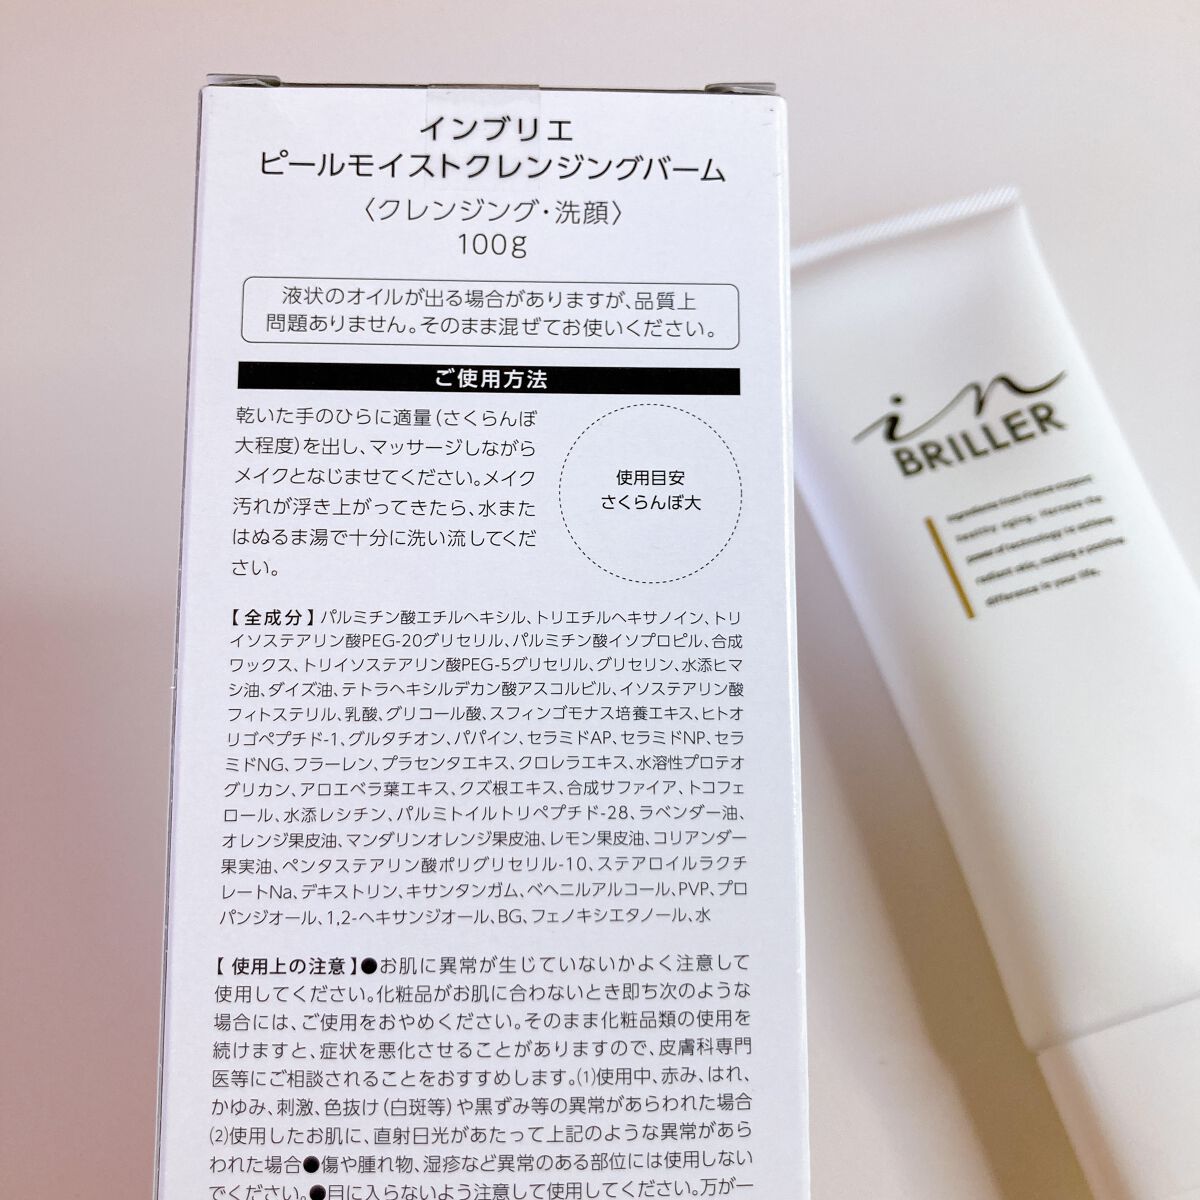 インブリエ
ピールモイストクレンジングバーム
〈クレンジング・洗顔〉
100g
液状のオイルが出る場合がありますが、品質上
問題ありません。そのまま混ぜてお使いください。
ご使用方法
乾いた手のひらに適量(さくらんぼ
大程度)を出し、マッサージしながら
メイクとなじませてください。メイク
汚れが浮き上がってきたら、水また
はぬるま湯で十分に洗い流してくだ
さい。
使用目安
さくらんぼ大
【全成分】パルミチン酸エチルヘキシル、トリエチルヘキサノイン、トリ
イソステアリン酸PEG-20グリセリル、パルミチン酸イソプロピル、合成
ワックス、トリイソステアリン酸PEG-5グリセリル、グリセリン、水添ヒマ
シ油、ダイズ油、テトラヘキシルデカン酸アスコルビル、イソステアリン酸
フィトステリル、乳酸、グリコール酸、スフィンゴモナス培養エキス、ヒトオ
リゴペプチド-1、グルタチオン、パパイン、セラミドAP、セラミドNP、セラ
ミドNG、フラーレン、プラセンタエキス、クロレラエキス、水溶性プロテオ
グリカン、アロエベラ葉エキス、クズ根エキス、合成サファイア、トコフェ
ロール、水添レシチン、パルミトイルトリペプチド-28、ラベンダー油、
オレンジ果皮油、マンダリンオレンジ果皮油、レモン果皮油、コリアンダー
果実油、ペンタステアリン酸ポリグリセリル-10、ステアロイルラクチ
レートNa、デキストリン、キサンタンガム、ベヘニルアルコール、PVP、プロ
パンジオール、1,2-ヘキサンジオール、BG、フェノキシエタノール、水
【使用上の注意】●お肌に異常が生じていないかよく注意して
使用してください。化粧品がお肌に合わないとき即ち次のような
場合には、ご使用をおやめください。そのまま化粧品類の使用を
続けますと、症状を悪化させることがありますので、皮膚科専門
医等にご相談されることをおすすめします。(1)使用中、赤み、はれ、
かゆみ、刺激、色抜け(白斑等)や黒ずみ等の異常があらわれた場合
(2)使用したお肌に、直射日光があたって上記のような異常があら
われた場合●傷や腫れ物、湿疹など異常のある部位には使用しない
でください。●目に入らないよう注意して使用してください。万が一
in
BRILLER
healthy aging. Harness the
power of technology to achieve
radiant skin, making a positive
difference in your life.